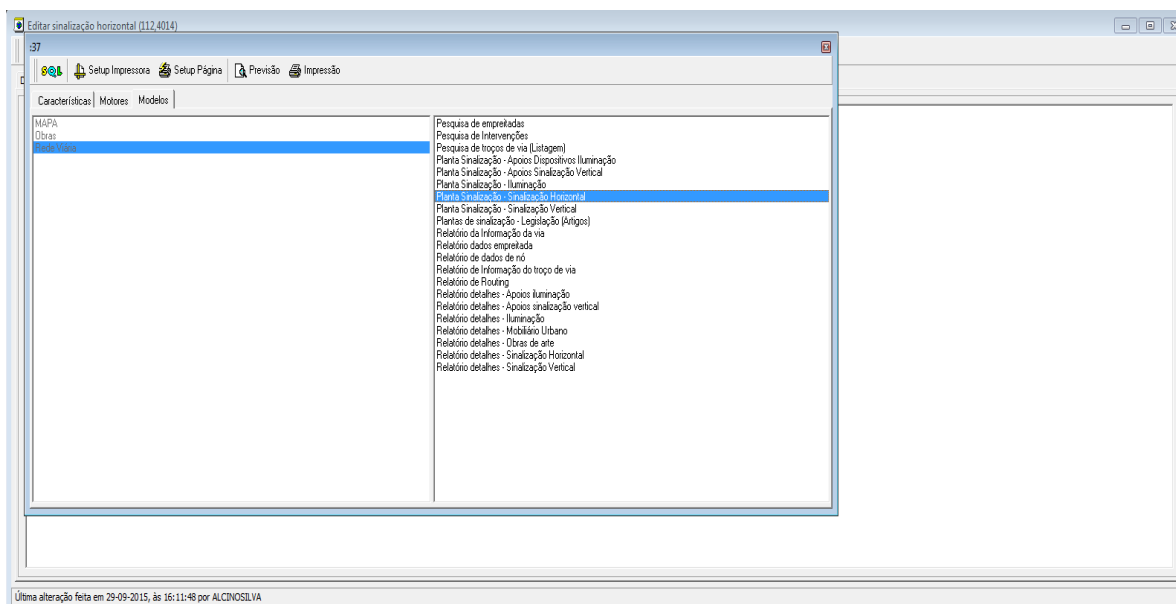 Editar sinalização horizontal (112,4014)
:37
SQL Setup Impressora Setup Página Previsão Impressão
Características Motores Modelos
MAPA
Obras
Rede Viária
Pesquisa de empreitadas
Pesquisa de Intervenções
Pesquisa de troços de via (Listagem)
Planta Sinalização - Apoios Dispositivos Iluminação
Planta Sinalização - Apoios Sinalização Vertical
Planta Sinalização - Iluminação
Planta Sinalização - Sinalização Horizontal
Planta Sinalização - Sinalização Vertical
Plantas de sinalização - Legislação (Artigos)
Relatório da Informação da via
Relatório dados empreitada
Relatório de dados de nó
Relatório de Informação do troço de via
Relatório de Routing
Relatório detalhes - Apoios iluminação
Relatório detalhes - Apoios sinalização vertical
Relatório detalhes - Iluminação
Relatório detalhes - Mobiliário Urbano
Relatório detalhes - Obras de arte
Relatório detalhes - Sinalização Horizontal
Relatório detalhes - Sinalização Vertical
Última alteração feita em 29-09-2015, às 16:11:48 por ALCINOSILVA